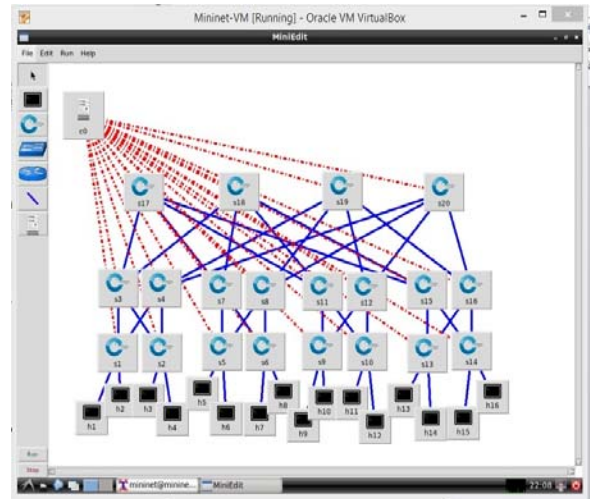 Mininet-VM [Running] - Oracle VM VirtualBox
MiniEdit
File Edit Run Help
c0
s17 s18 s19 s20
s3 s4 s7 s8 s11 s12 s15 s16
s1 s2 s5 s6 s9 s10 s13 s14
h1 h2 h3 h4 h5 h6 h7 h8 h9 h10 h11 h12 h13 h14 h15 h16
Run
Stop
mininet@minine... MiniEdit 22:08